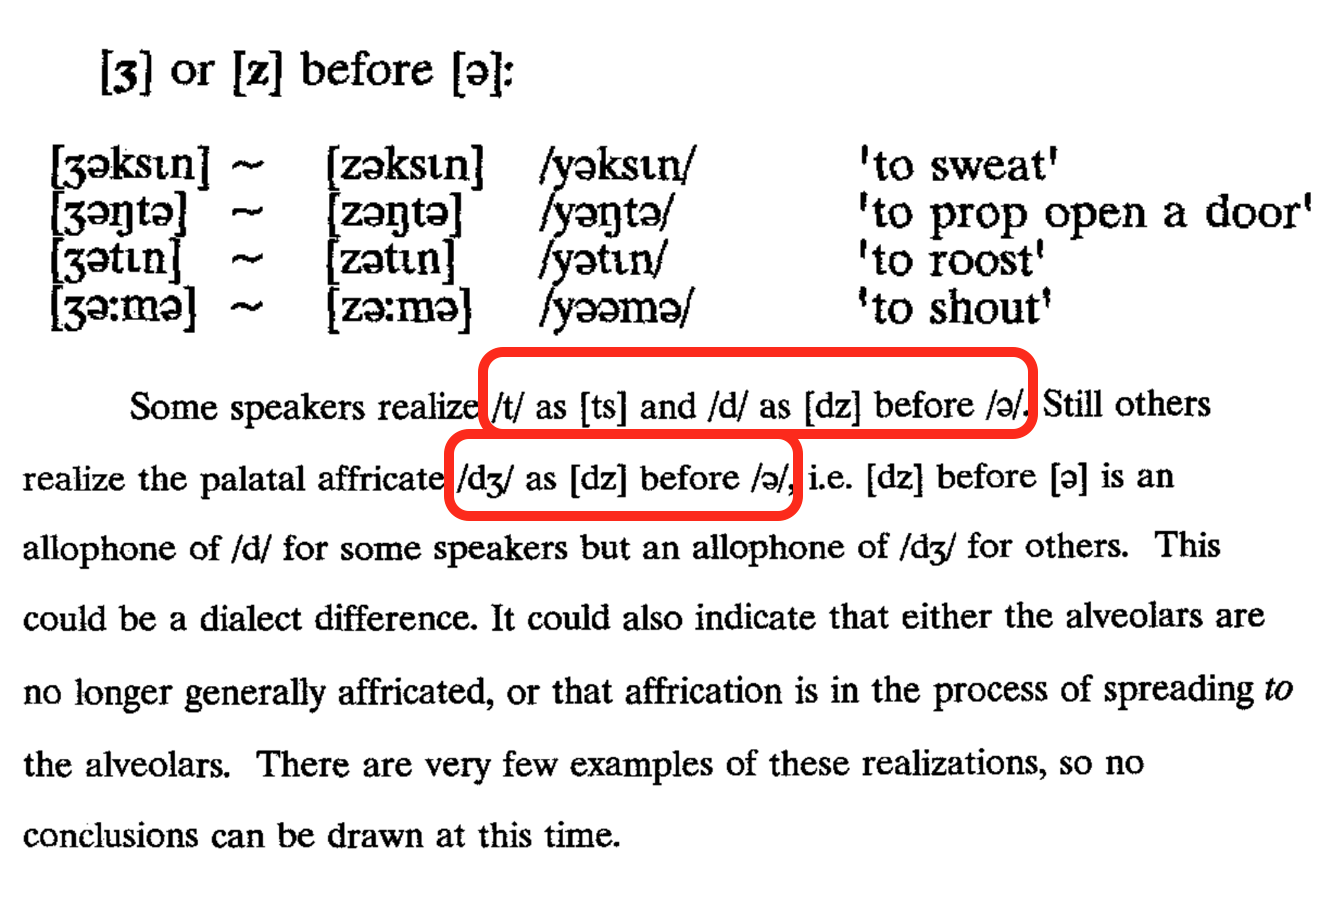 [ʒ] or [z] before [ə]:
[ʒəksɩn] ~ [zəksɩn] /yəksɩn/ 'to sweat'
[ʒəŋtə] ~ [zəŋtə] /yəŋtə/ 'to prop open a door'
[ʒətɩn] ~ [zətɩn] /yətɩn/ 'to roost'
[ʒə:mə] ~ [zə:mə] /yəəmə/ 'to shout'
Some speakers realize /t/ as [ts] and /d/ as [dz] before /ə/. Still others
realize the palatal affricate /dʒ/ as [dz] before /ə/, i.e. [dz] before [ə] is an
allophone of /d/ for some speakers but an allophone of /dʒ/ for others. This
could be a dialect difference. It could also indicate that either the alveolars are
no longer generally affricated, or that affrication is in the process of spreading to
the alveolars. There are very few examples of these realizations, so no
conclusions can be drawn at this time.